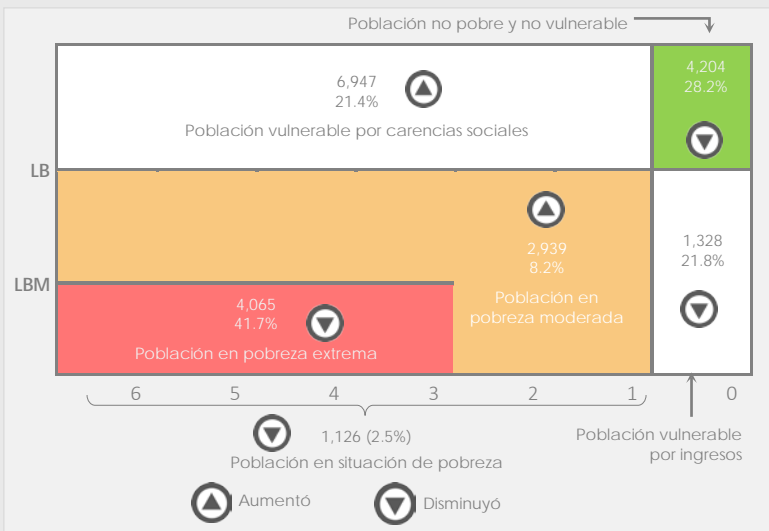 Población no pobre y no vulnerable
6,947
21.4%
Población vulnerable por carencias sociales
4,204
28.2%
LB
2,939
8.2%
Población en
pobreza moderada
1,328
21.8%
LBM
4,065
41.7%
Población en pobreza extrema
6 5 4 3 2 1 0
1,126 (2.5%)
Población en situación de pobreza
Población vulnerable
por ingresos
Aumentó Disminuyó